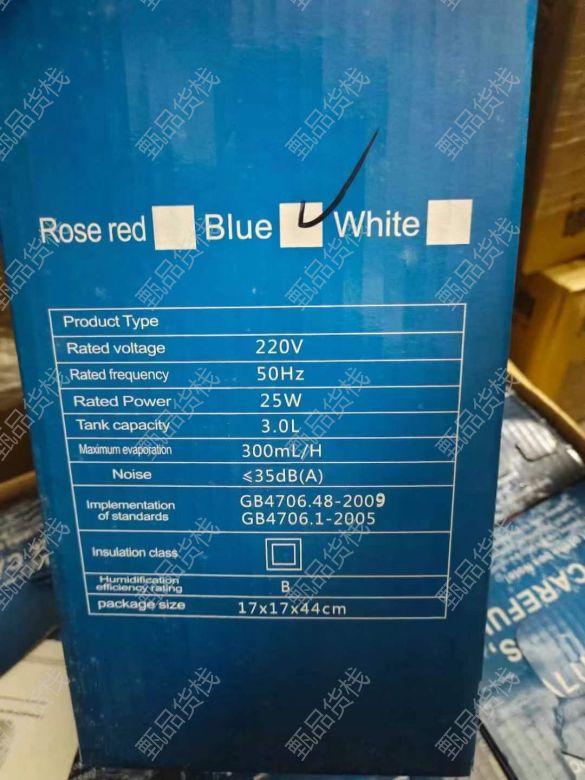 Rose red Blue White
Product Type
Rated voltage 220V
Rated frequency 50Hz
Rated Power 25W
Tank capacity 3.0L
Maximum evaporation 300mL/H
Noise ⩽35dB(A)
Implementation of standards GB4706.48-2009
GB4706.1-2005
Insulation class
Humidification efficiency rating B
package size 17x17x44cm
CAREFU
甄品货栈